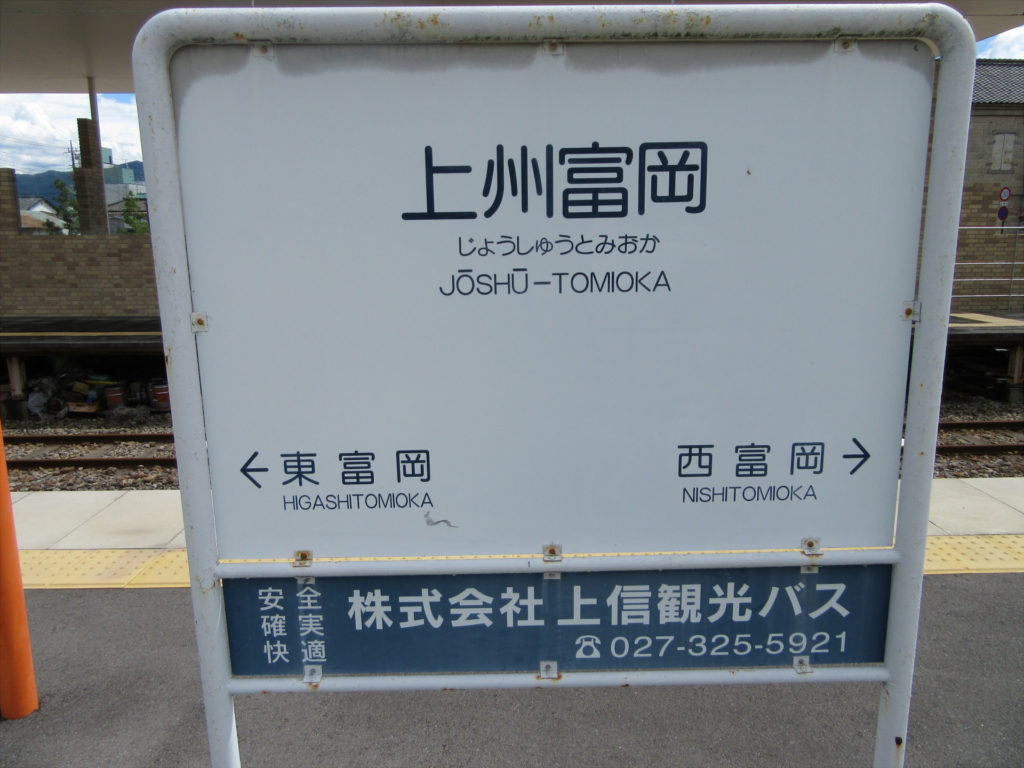 上州富岡
じょうしゅうとみおか
JŌSHŪ-TOMIOKA
← 東富岡
HIGASHITOMIOKA
西富岡 →
NISHITOMIOKA
安全
確実
快適
株式会社 上信観光バス
☎027-325-5921